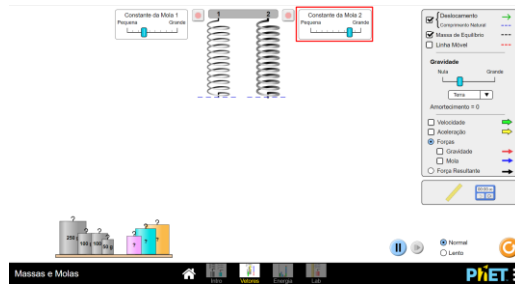 Constante da Mola 1
Pequena Grande
1
2
Constante da Mola 2
Pequena Grande
Deslocamento
Comprimento Natural
Massa de Equilíbrio
Linha Móvel
Gravidade
Nula Grande
Terra
Amortecimento = 0
Velocidade
Aceleração
Forças
Gravidade
Mola
Força Resultante
? ? ? ? ? ?
250 g 100 g 100 g 50 g ? ? ?
Normal
Lento
Massas e Molas
Intro
Vetores
Energia
Lab
PhET